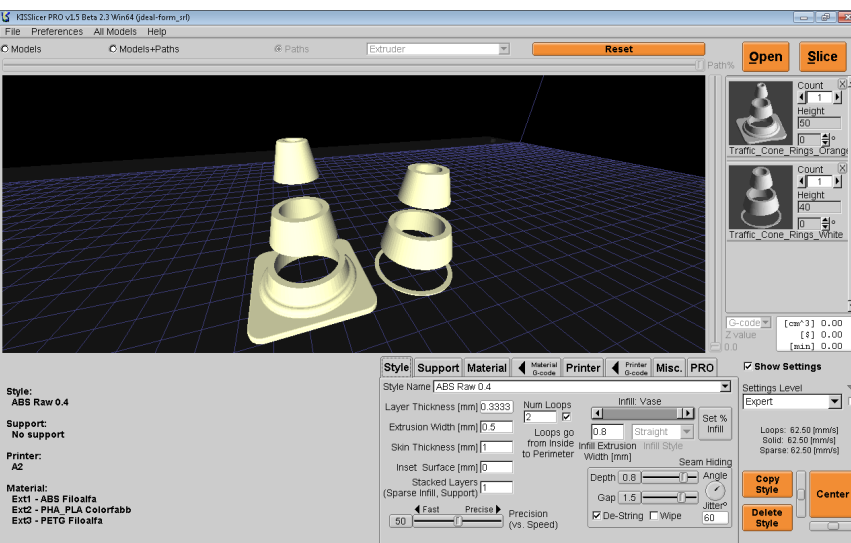 KISSlicer PRO v1.5 Beta 2.3 Win64 (jdeal-form_srl)
File Preferences All Models Help
Models Models+Paths Paths Extruder Reset
Path%
Open Slice
Count
1
Height
50
0 °
Traffic_Cone_Rings_Orange
Count
1
Height
40
0 °
Traffic_Cone_Rings_White
G-code
Z value
0.0
[cm^3] 0.00
[$] 0.00
[min] 0.00
Style:
ABS Raw 0.4
Support:
No support
Printer:
A2
Material:
Ext1 - ABS Filoalfa
Ext2 - PHA_PLA Colorfabb
Ext3 - PETG Filoalfa
Style Support Material Material G-code Printer Printer G-code Misc. PRO
Style Name ABS Raw 0.4
Layer Thickness [mm] 0.3333
Extrusion Width [mm] 0.5
Skin Thickness [mm] 1
Inset Surface [mm] 0
Stacked Layers
(Sparse Infill, Support) 1
Fast Precise
50
Precision
(vs. Speed)
Num Loops
2
Loops go
from Inside
to Perimeter
Infill: Vase
0.8 Straight
Infill Extrusion Infill Style
Width [mm]
Set %
Infill
Seam Hiding
Depth 0.8 Angle
Gap 1.5
Jitter°
De-String Wipe 60
Show Settings
Settings Level
Expert
Loops: 62.50 [mm/s]
Solid: 62.50 [mm/s]
Sparse: 62.50 [mm/s]
Copy
Style
Delete
Style
Center